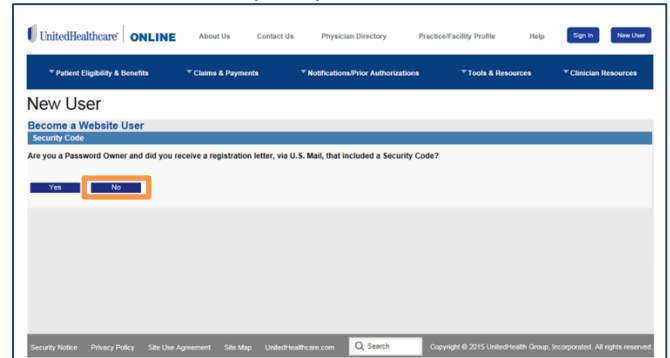 UnitedHealthcare ONLINE About Us Contact Us Physician Directory Practice/Facility Profile Help Sign In New User
Patient Eligibility & Benefits Claims & Payments Notifications/Prior Authorizations Tools & Resources Clinician Resources
New User
Become a Website User
Security Code
Are you a Password Owner and did you receive a registration letter, via U.S. Mail, that included a Security Code?
Yes No
Security Notice Privacy Policy Site Use Agreement Site Map UnitedHealthcare.com Search Copyright © 2015 UnitedHealth Group, Incorporated. All rights reserved.